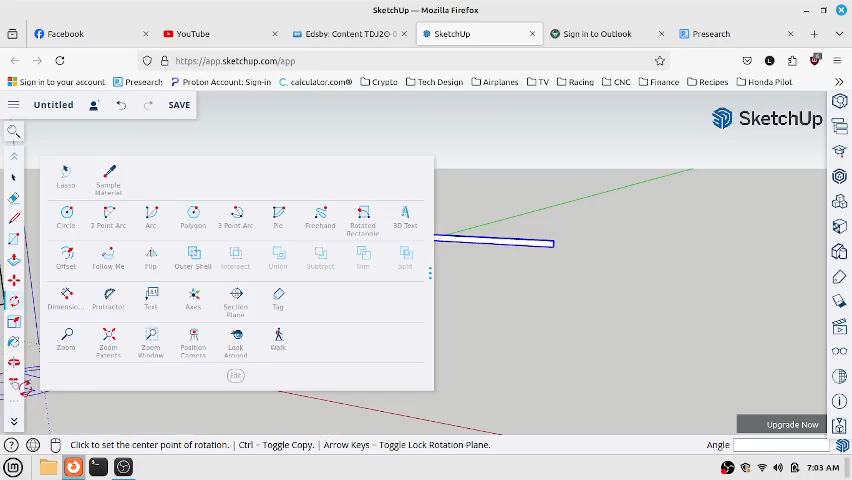 SketchUp - Mozilla Firefox
Facebook
YouTube
Edsby: Content TDJ2O-0
SketchUp
Sign in to Outlook
Presearch
https://app.sketchup.com/app
Sign in to your account
Presearch
Proton Account: Sign-in
calculator.com®
Crypto
Tech Design
Airplanes
TV
Racing
CNC
Finance
Recipes
Honda Pilot
Untitled
SAVE
SketchUp
Lasso
Sample Material
Circle
2 Point Arc
Arc
Polygon
3 Point Arc
Pie
Freehand
Rotated Rectangle
3D Text
Offset
Follow Me
Flip
Outer Shell
Intersect
Union
Subtract
Trim
Split
Dimensio...
Protractor
Text
Axes
Section Plane
Tag
Zoom
Zoom Extents
Zoom Window
Position Camera
Look Around
Walk
Edit
Upgrade Now
Click to set the center point of rotation. | Ctrl = Toggle Copy. | Arrow Keys = Toggle Lock Rotation Plane.
Angle
7:03 AM